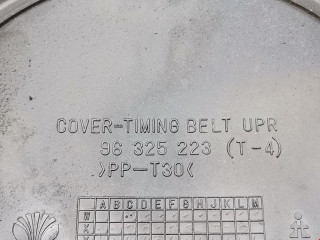 COVER-TIMING BELT UPR
96 325 223 (T-4)
>PP-T30<
A B C D E F G H I J K L M
W